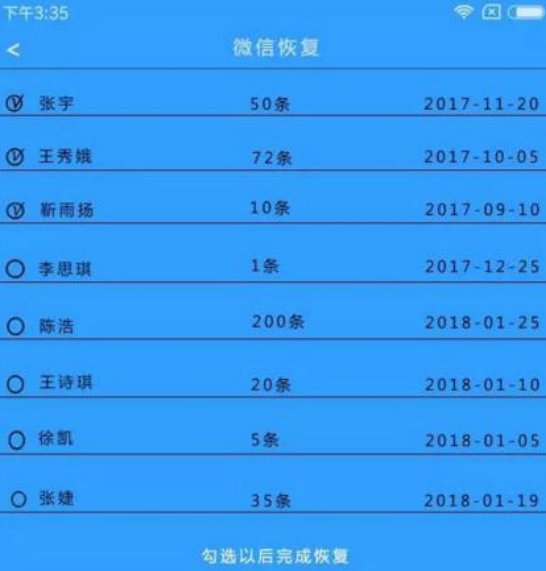 下午3:35
< 微信恢复
张宇 50条 2017-11-20
王秀娥 72条 2017-10-05
靳雨扬 10条 2017-09-10
李思琪 1条 2017-12-25
陈浩 200条 2018-01-25
王诗琪 20条 2018-01-10
徐凯 5条 2018-01-05
张婕 35条 2018-01-19
勾选以后完成恢复